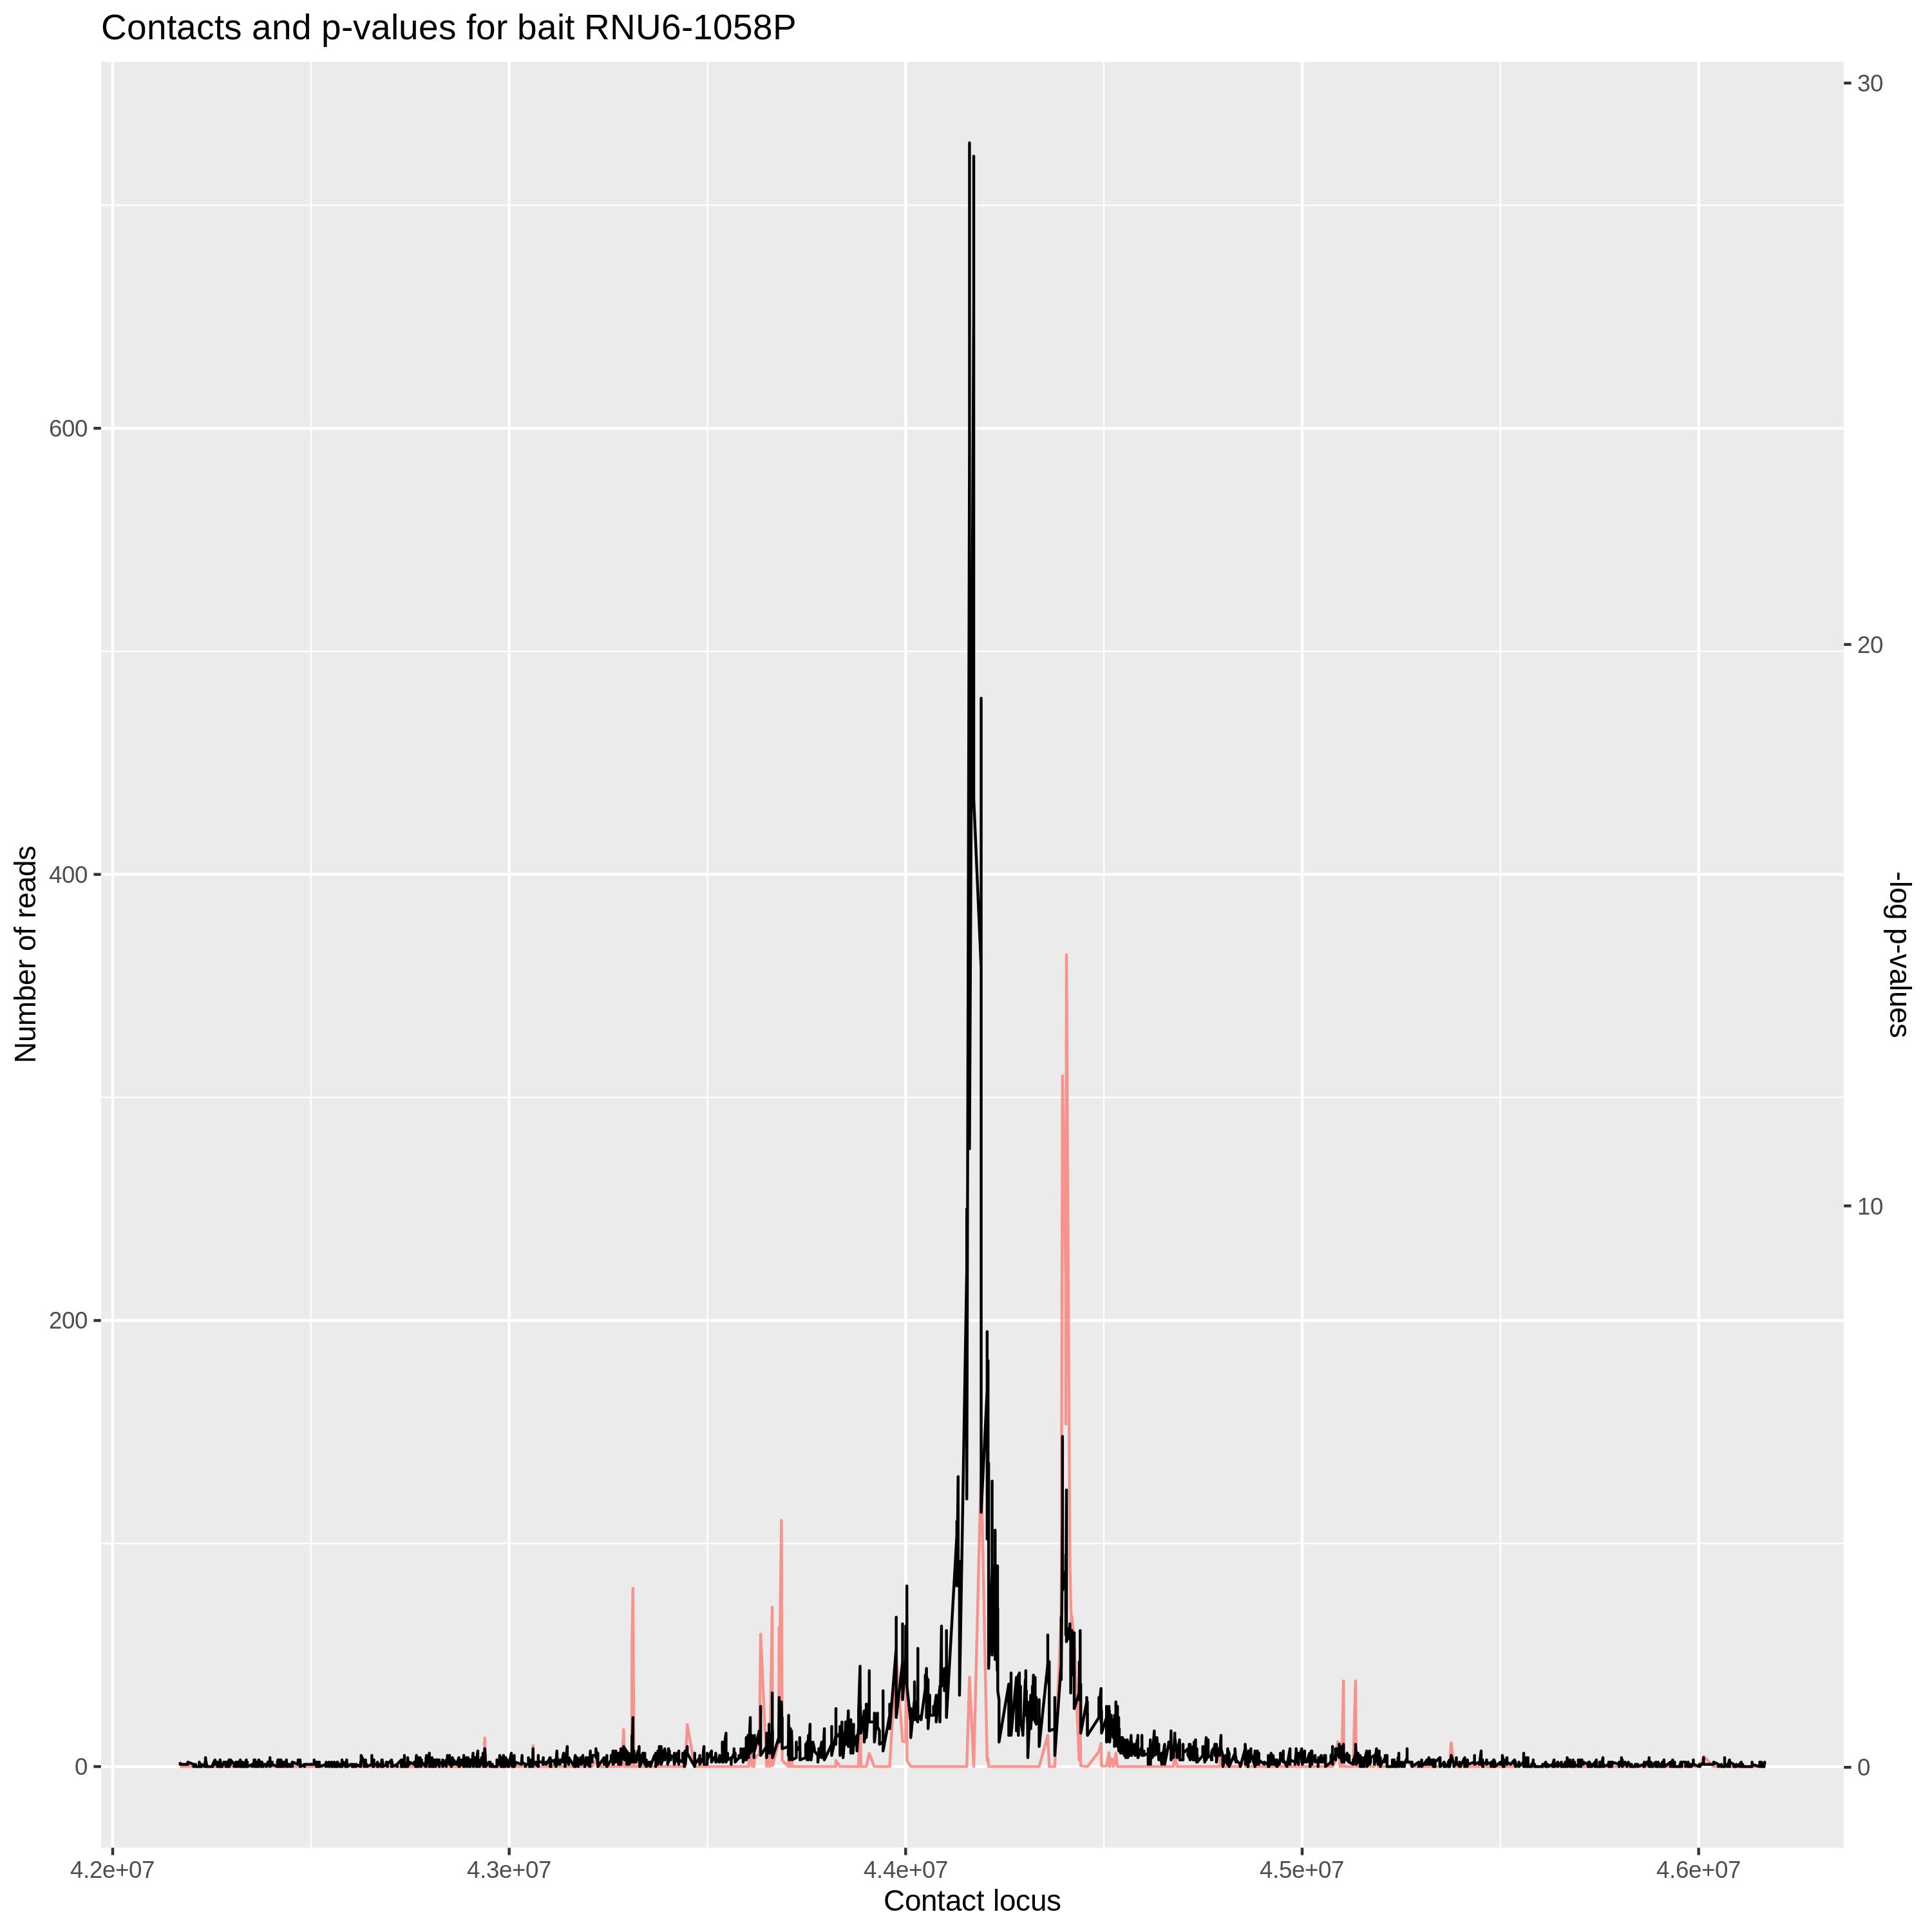 Contacts and p-values for bait RNU6-1058P
30
600
20
400
Number of reads
-log p-values
10
200
0
0
4.2e+07
4.3e+07
4.4e+07
4.5e+07
4.6e+07
Contact locus